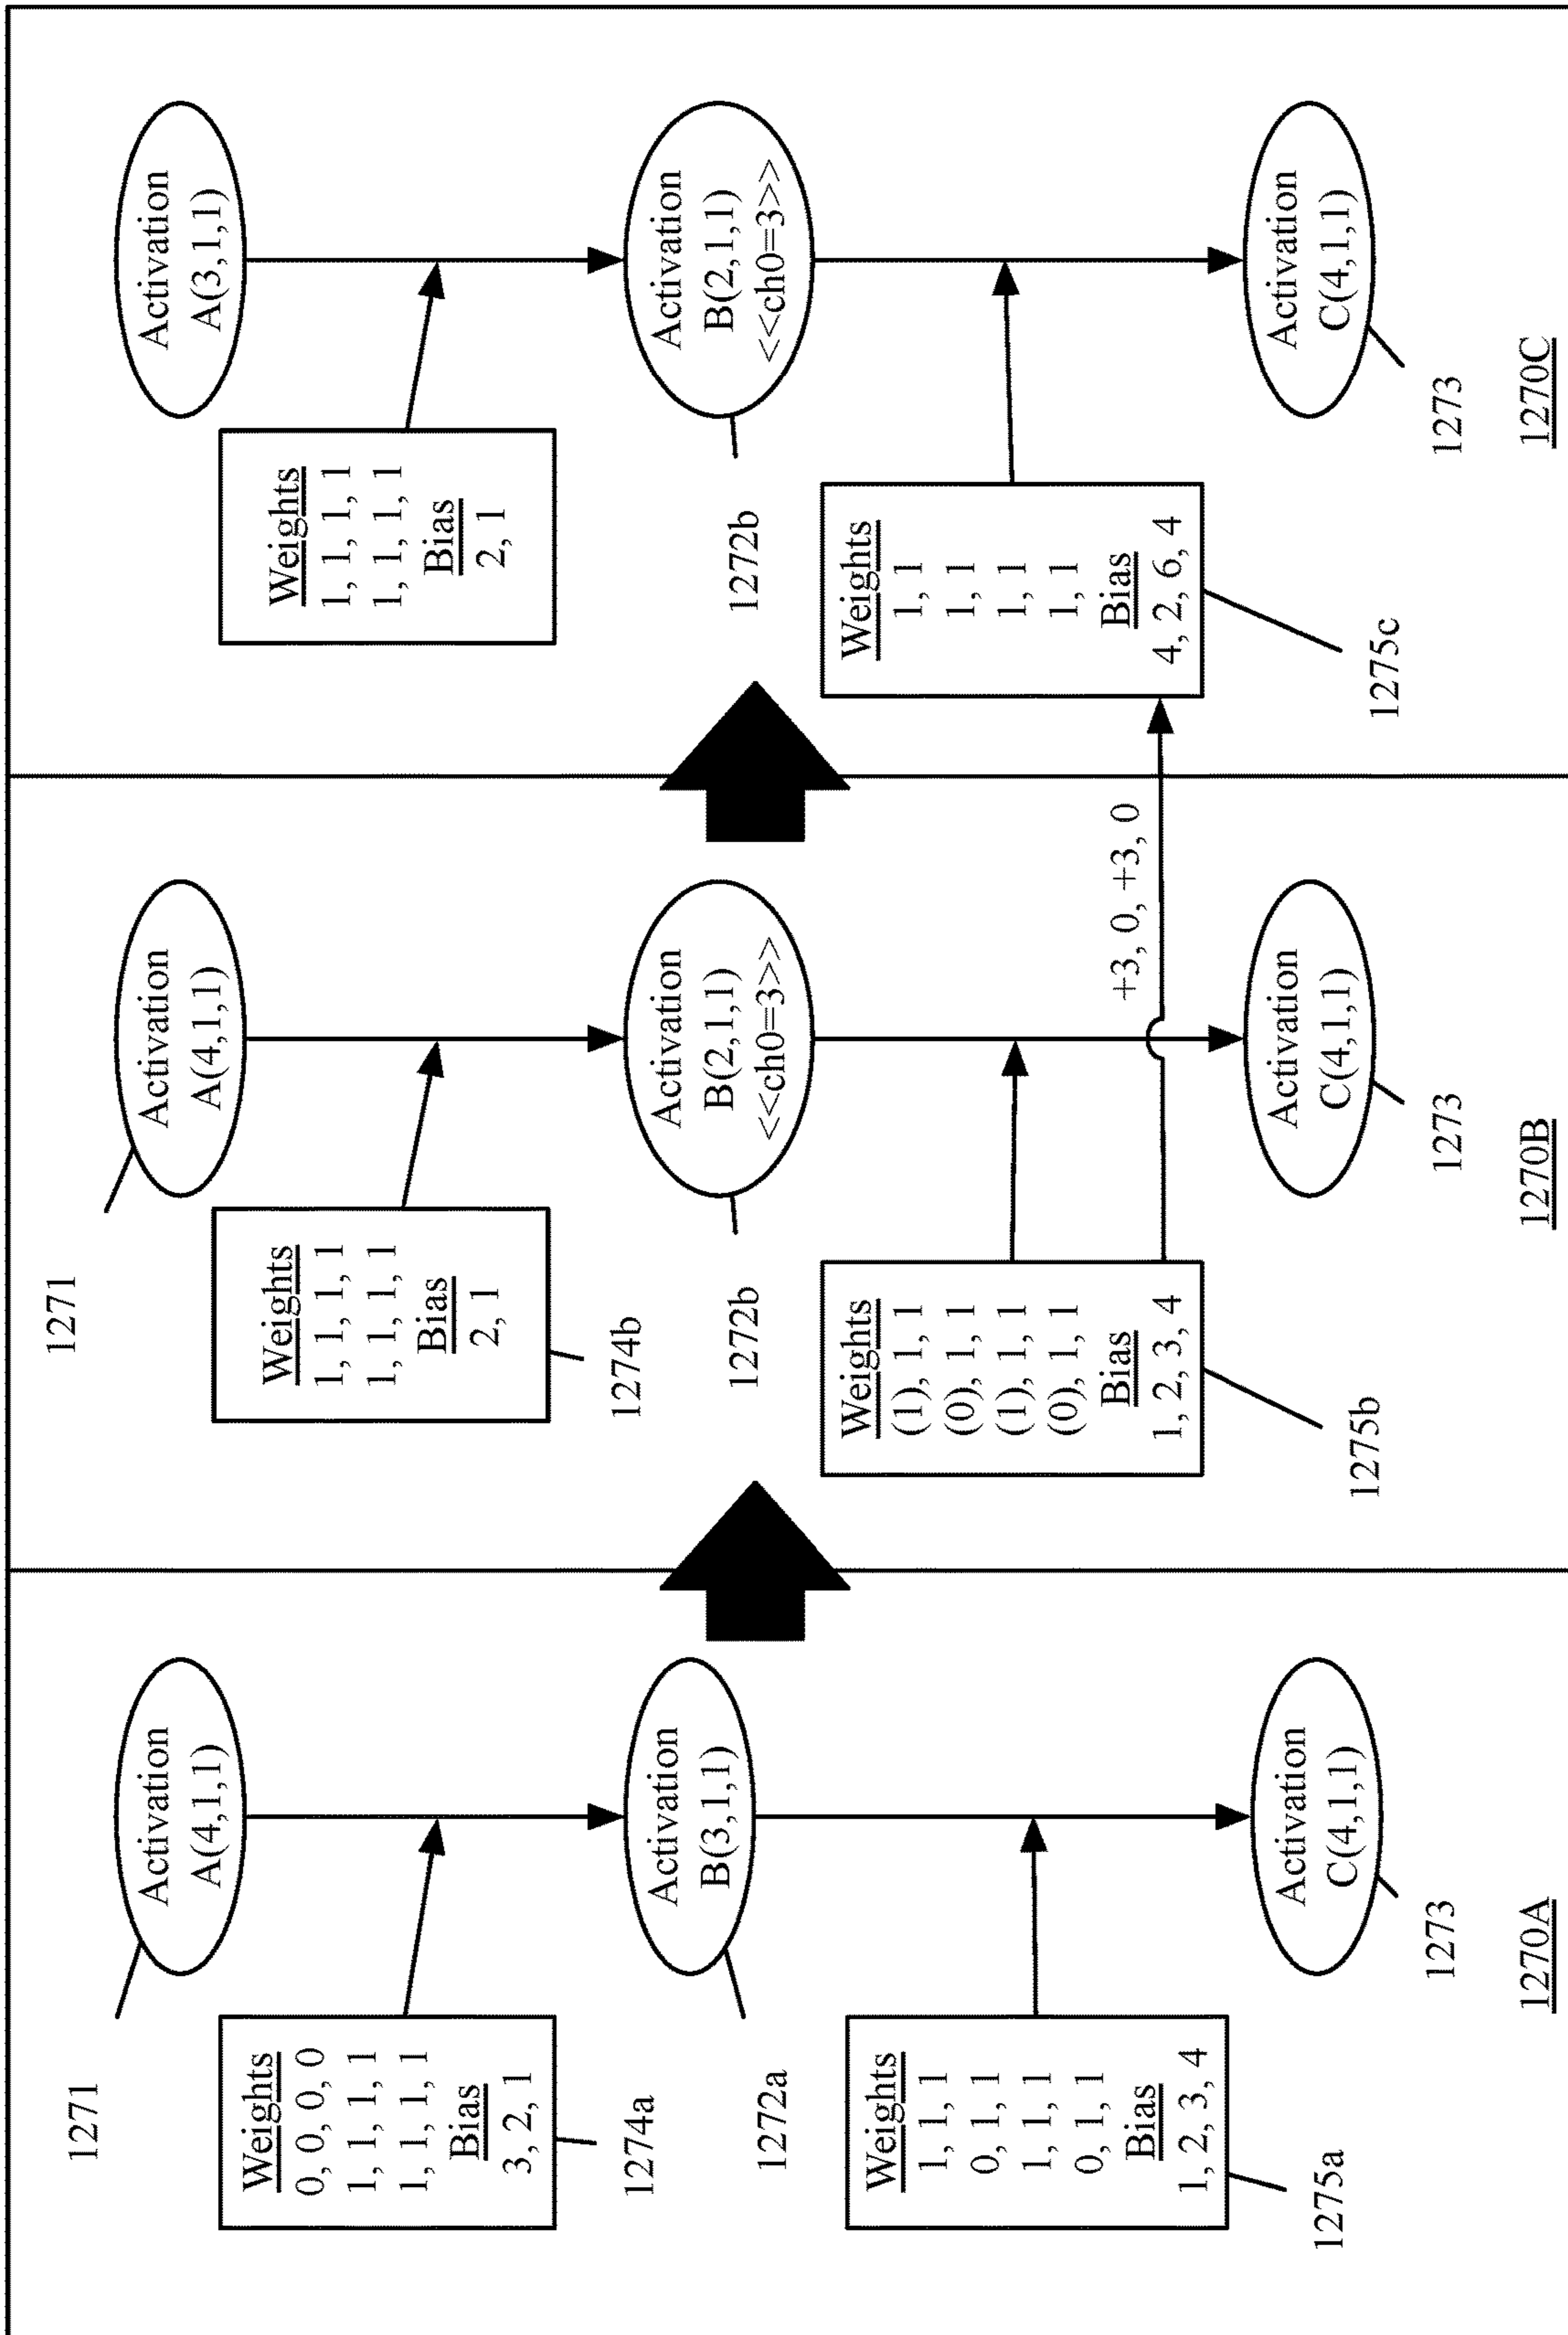 1271
Activation
A(4,1,1)
Weights
0, 0, 0, 0
1, 1, 1, 1
1, 1, 1, 1
Bias
3, 2, 1
1274a
Activation
B(3,1,1)
1272a
Weights
1, 1, 1
0, 1, 1
1, 1, 1
0, 1, 1
Bias
1, 2, 3, 4
1275a
Activation
C(4,1,1)
1273
1270A
1271
Activation
A(4,1,1)
Weights
1, 1, 1, 1
1, 1, 1, 1
Bias
2, 1
1274b
Activation
B(2,1,1)
<<ch0=3>>
1272b
Weights
(1), 1, 1
(0), 1, 1
(1), 1, 1
(0), 1, 1
Bias
1, 2, 3, 4
1275b
+3, 0, +3, 0
Activation
C(4,1,1)
1273
1270B
Activation
A(3,1,1)
Weights
1, 1, 1, 1
1, 1, 1, 1
Bias
2, 1
Activation
B(2,1,1)
<<ch0=3>>
1272b
Weights
1, 1
1, 1
1, 1
1, 1
Bias
4, 2, 6, 4
1275c
Activation
C(4,1,1)
1273
1270C